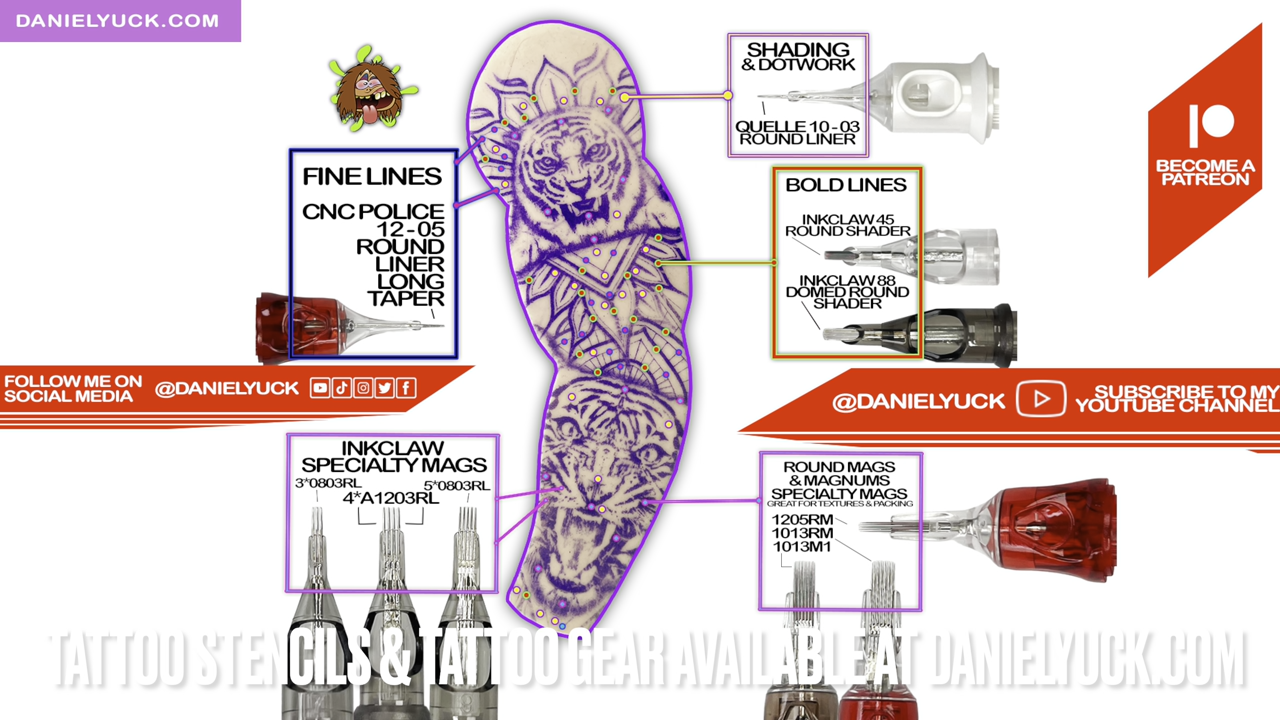 DANIELYUCK.COM
SHADING
& DOTWORK
QUELLE 10-03
ROUND LINER
BECOME A
PATREON
FINE LINES
CNC POLICE
12-05
ROUND
LINER
LONG
TAPER
BOLD LINES
INKCLAW 45
ROUND SHADER
INKCLAW 88
DOMED ROUND
SHADER
FOLLOW ME ON
SOCIAL MEDIA
@DANIELYUCK
@DANIELYUCK
SUBSCRIBE TO MY
YOUTUBE CHANNEL
INKCLAW
SPECIALTY MAGS
3*0803RL
5*0803RL
4*A1203RL
ROUND MAGS
& MAGNUMS
SPECIALTY MAGS
GREAT FOR TEXTURES & PACKING
1205RM
1013RM
1013M1
TATTOO STENCILS & TATTOO GEAR AVAILABLE AT DANIELYUCK.COM